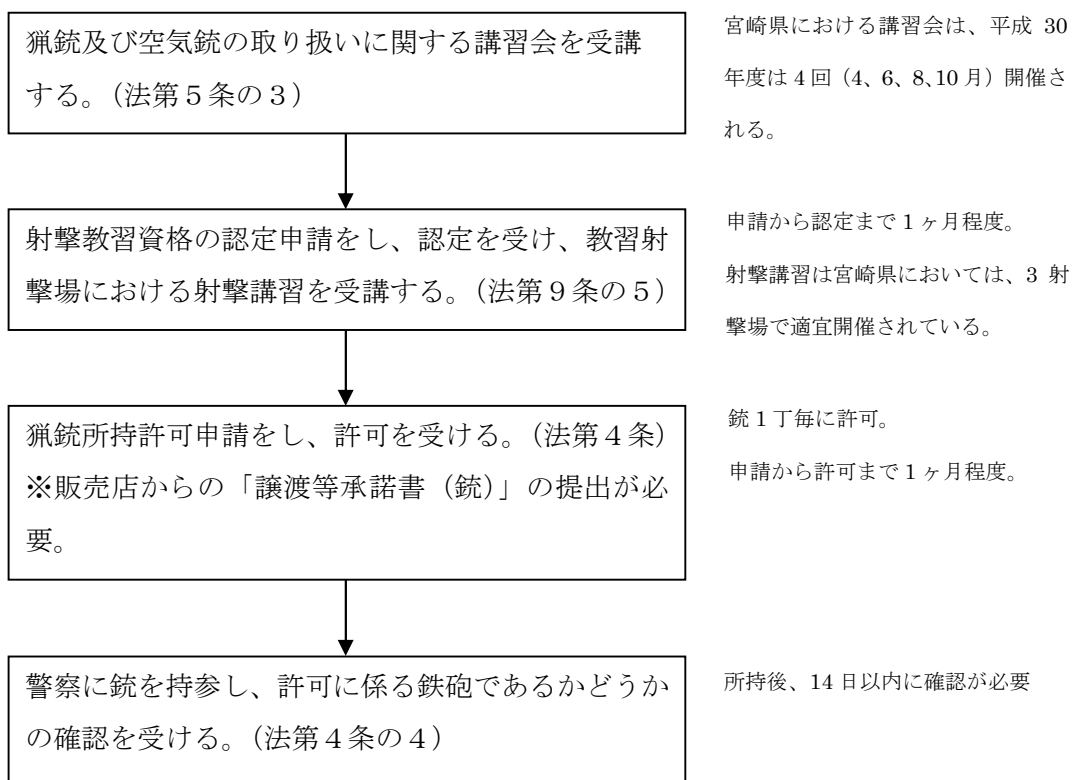 猟銃及び空気銃の取り扱いに関する講習会を受講
する。（法第５条の３）
宮崎県における講習会は、平成 30
年度は 4 回（4、6、8、10 月）開催さ
れる。
射撃教習資格の認定申請をし、認定を受け、教習射
撃場における射撃講習を受講する。（法第９条の５）
申請から認定まで 1 ヶ月程度。
射撃講習は宮崎県においては、3 射
撃場で適宜開催されている。
猟銃所持許可申請をし、許可を受ける。（法第４条）
※販売店からの「譲渡等承諾書（銃）」の提出が必
要。
銃 1 丁毎に許可。
申請から許可まで 1 ヶ月程度。
警察に銃を持参し、許可に係る鉄砲であるかどうか
の確認を受ける。（法第４条の４）
所持後、14 日以内に確認が必要